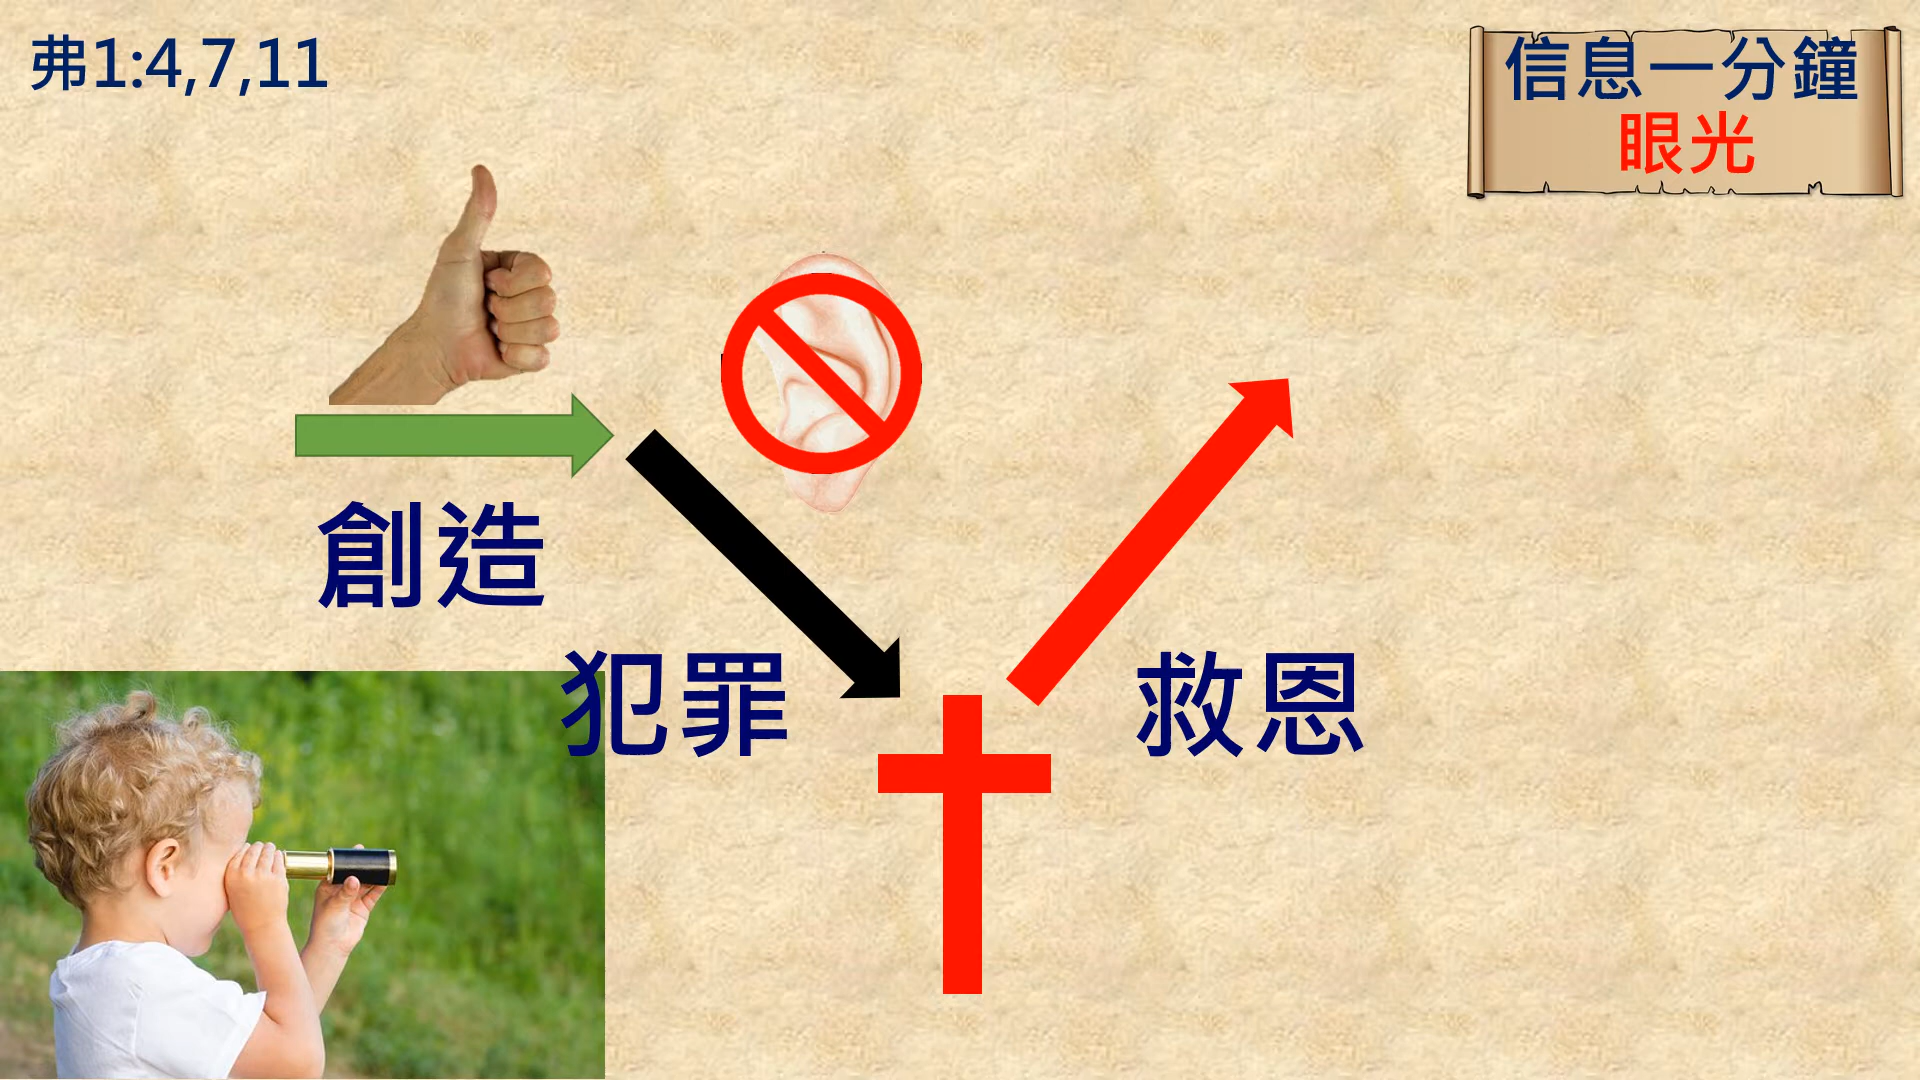 弗1:4,7,11
信息一分鐘
眼光
創造
犯罪
救恩